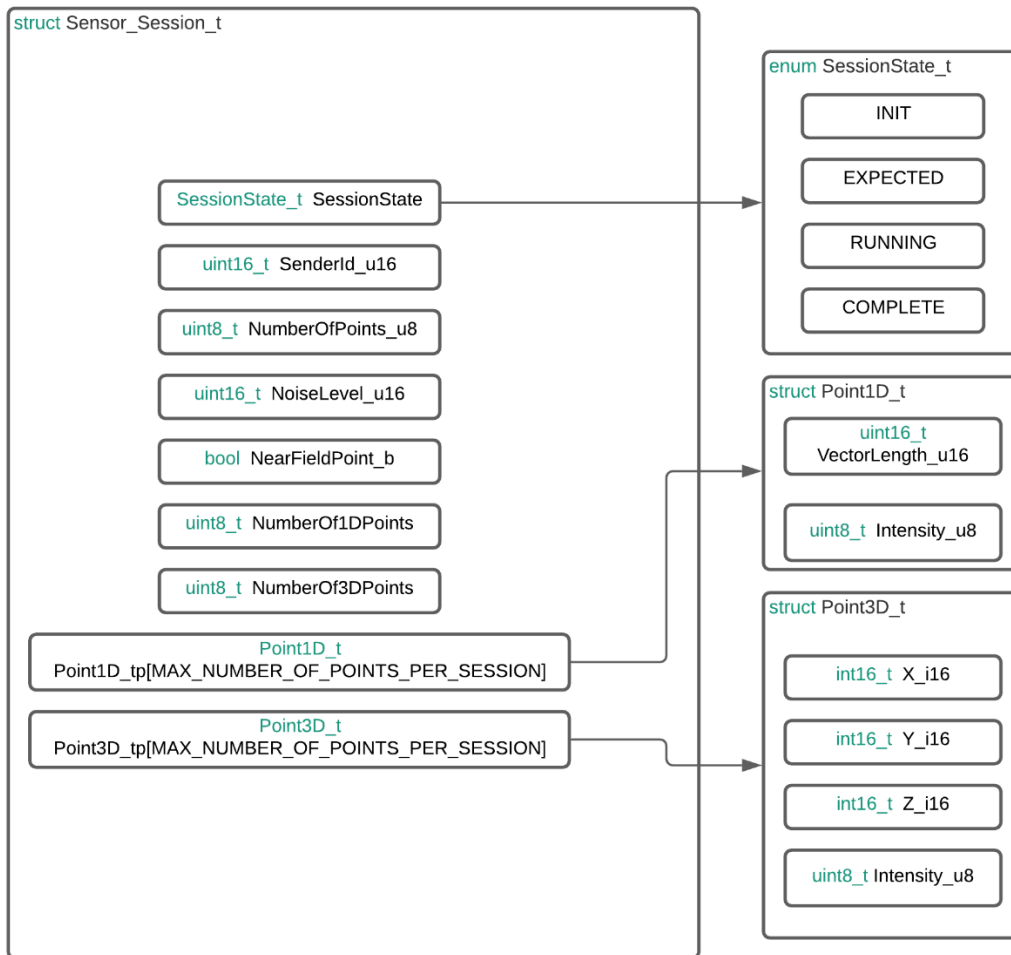 struct Sensor_Session_t
SessionState_t SessionState
uint16_t SenderId_u16
uint8_t NumberOfPoints_u8
uint16_t NoiseLevel_u16
bool NearFieldPoint_b
uint8_t NumberOf1DPoints
uint8_t NumberOf3DPoints
Point1D_t
Point1D_tp[MAX_NUMBER_OF_POINTS_PER_SESSION]
Point3D_t
Point3D_tp[MAX_NUMBER_OF_POINTS_PER_SESSION]
enum SessionState_t
INIT
EXPECTED
RUNNING
COMPLETE
struct Point1D_t
uint16_t
VectorLength_u16
uint8_t Intensity_u8
struct Point3D_t
int16_t X_i16
int16_t Y_i16
int16_t Z_i16
uint8_t Intensity_u8